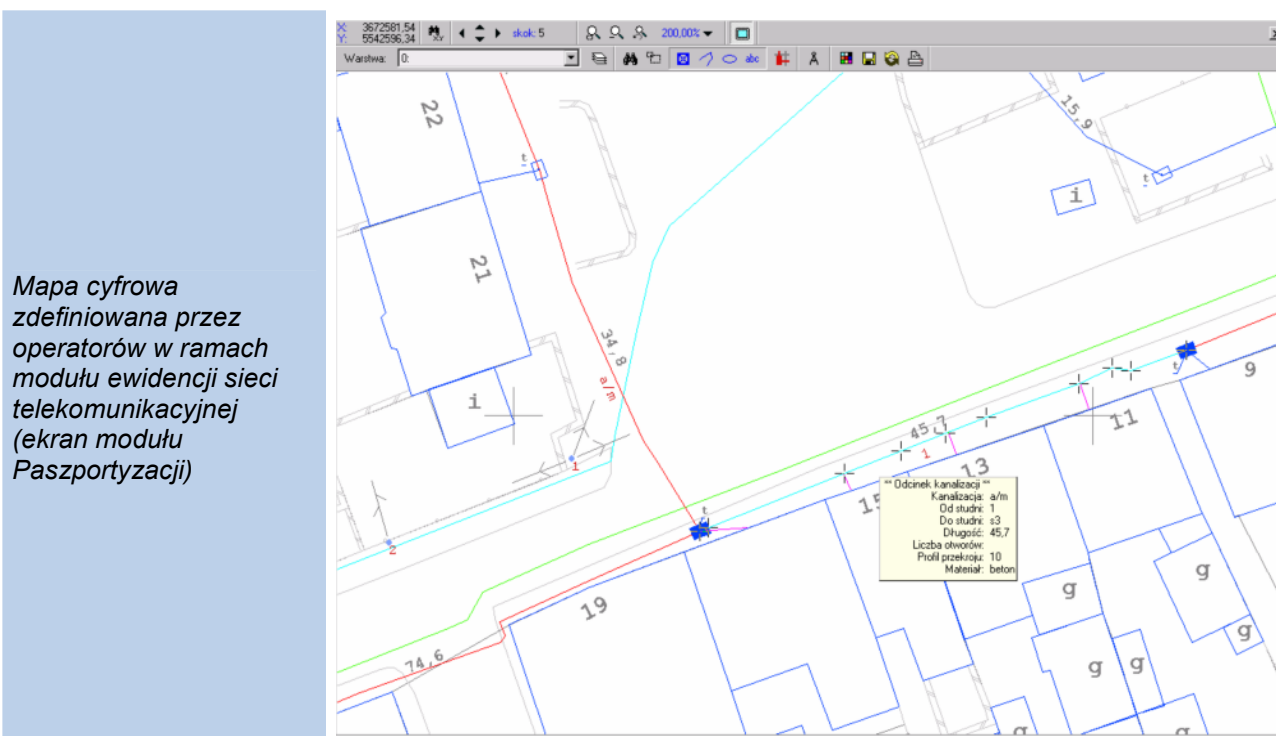 Mapa cyfrowa
zdefiniowana przez
operatorów w ramach
modułu ewidencji sieci
telekomunikacyjnej
(ekran modułu
Paszportyzacji)
X: 3672581,54
Y: 5542596,34
XY
skok: 5
200,00%
Warstwa: 0:
abc
22
15,9
t
t
i
21
34,8
a/m
i
t
9
11
45,7
1
13
15
1
t
2
** Odcinek kanalizacji **
Kanalizacja: a/m
Od studni: 1
Do studni: s3
Długość: 45,7
Liczba otworów:
Profil przekroju: 10
Materiał: beton
19
g
g
g
74,6
g
g
g
g